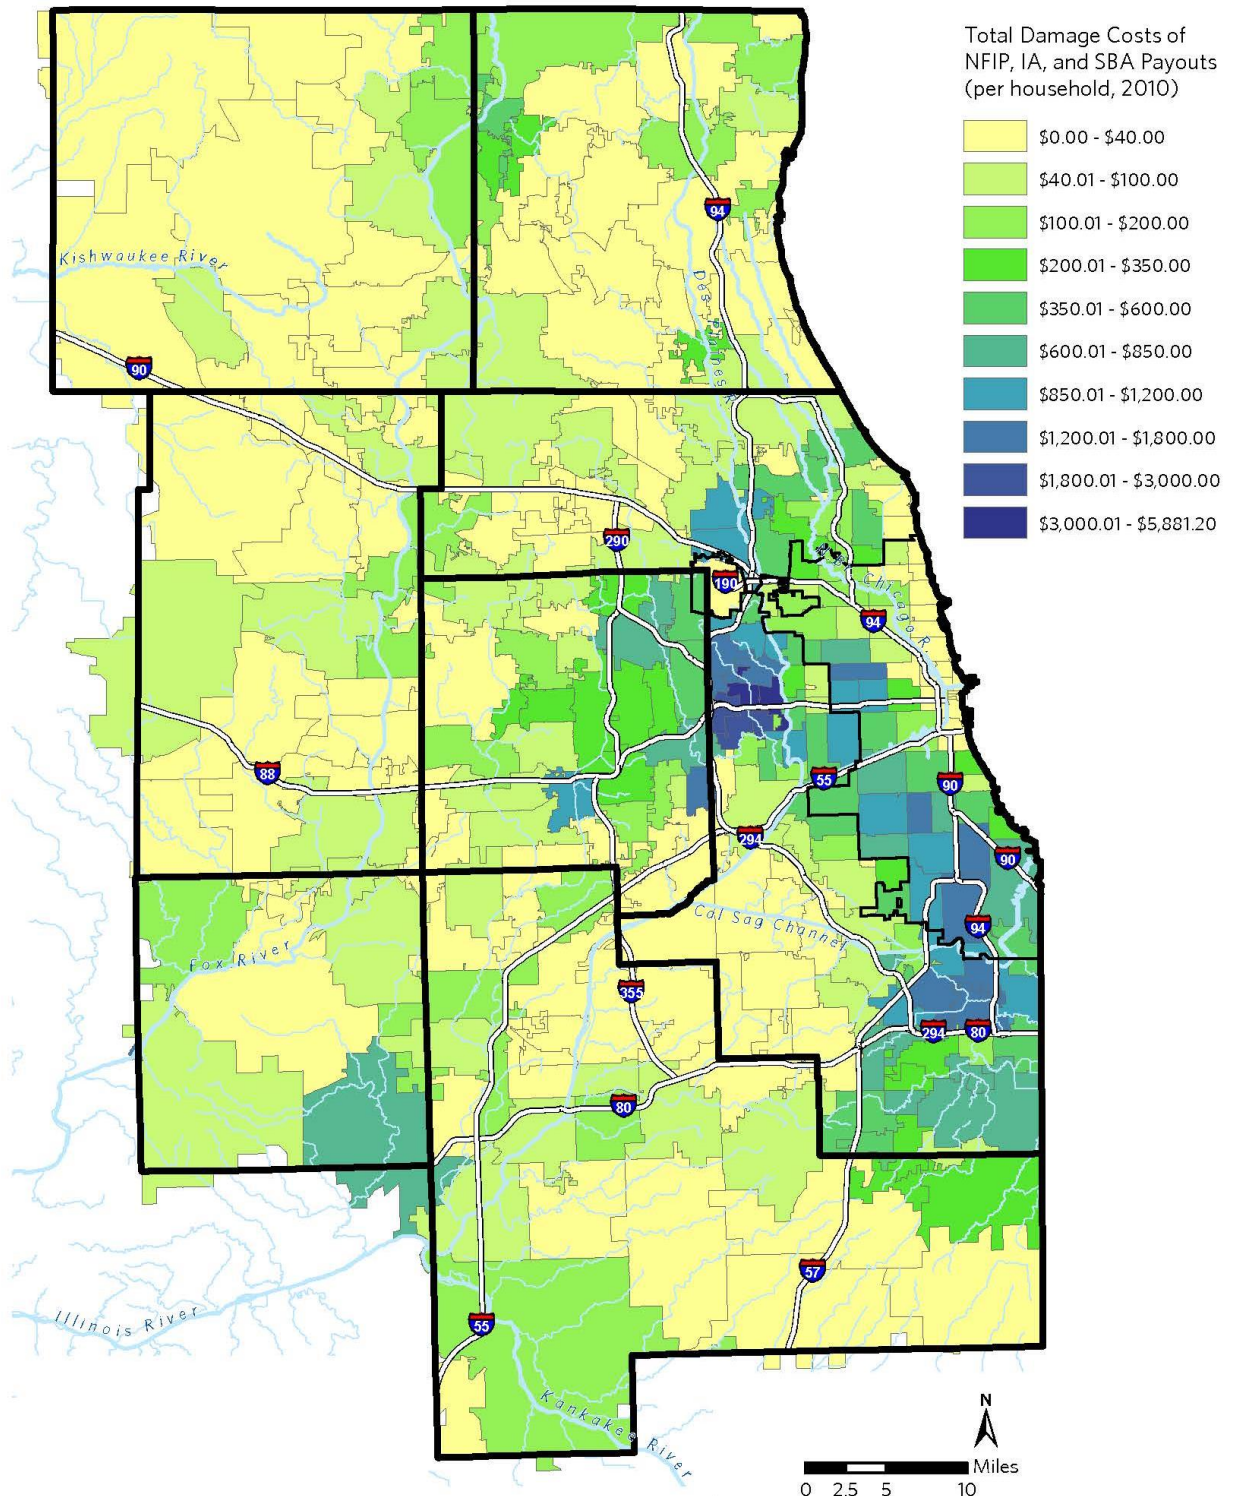 Total Damage Costs of
NFIP, IA, and SBA Payouts
(per household, 2010)
$0.00 - $40.00
$40.01 - $100.00
$100.01 - $200.00
$200.01 - $350.00
$350.01 - $600.00
$600.01 - $850.00
$850.01 - $1,200.00
$1,200.01 - $1,800.00
$1,800.01 - $3,000.00
$3,000.01 - $5,881.20
94
Kishwaukee River
Des Plaines R
90
290
190
Chicago R
94
88
55
90
294
90
Cal Sag Channel
94
Fox River
355
294
80
80
57
Illinois River
55
Kankakee River
N
Miles
0 2.5 5 10